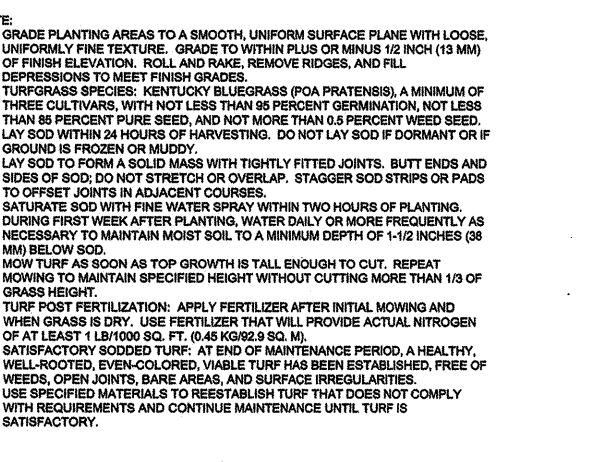 E:
GRADE PLANTING AREAS TO A SMOOTH, UNIFORM SURFACE PLANE WITH LOOSE,
UNIFORMLY FINE TEXTURE. GRADE TO WITHIN PLUS OR MINUS 1/2 INCH (13 MM)
OF FINISH ELEVATION. ROLL AND RAKE, REMOVE RIDGES, AND FILL
DEPRESSIONS TO MEET FINISH GRADES.
TURFGRASS SPECIES: KENTUCKY BLUEGRASS (POA PRATENSIS), A MINIMUM OF
THREE CULTIVARS, WITH NOT LESS THAN 95 PERCENT GERMINATION, NOT LESS
THAN 85 PERCENT PURE SEED, AND NOT MORE THAN 0.5 PERCENT WEED SEED.
LAY SOD WITHIN 24 HOURS OF HARVESTING. DO NOT LAY SOD IF DORMANT OR IF
GROUND IS FROZEN OR MUDDY.
LAY SOD TO FORM A SOLID MASS WITH TIGHTLY FITTED JOINTS. BUTT ENDS AND
SIDES OF SOD; DO NOT STRETCH OR OVERLAP. STAGGER SOD STRIPS OR PADS
TO OFFSET JOINTS IN ADJACENT COURSES.
SATURATE SOD WITH FINE WATER SPRAY WITHIN TWO HOURS OF PLANTING.
DURING FIRST WEEK AFTER PLANTING, WATER DAILY OR MORE FREQUENTLY AS
NECESSARY TO MAINTAIN MOIST SOIL TO A MINIMUM DEPTH OF 1-1/2 INCHES (38
MM) BELOW SOD.
MOW TURF AS SOON AS TOP GROWTH IS TALL ENOUGH TO CUT. REPEAT
MOWING TO MAINTAIN SPECIFIED HEIGHT WITHOUT CUTTING MORE THAN 1/3 OF
GRASS HEIGHT.
TURF POST FERTILIZATION: APPLY FERTILIZER AFTER INITIAL MOWING AND
WHEN GRASS IS DRY. USE FERTILIZER THAT WILL PROVIDE ACTUAL NITROGEN
OF AT LEAST 1 LB/1000 SQ. FT. (0.45 KG/92.9 SQ. M).
SATISFACTORY SODDED TURF: AT END OF MAINTENANCE PERIOD, A HEALTHY,
WELL-ROOTED, EVEN-COLORED, VIABLE TURF HAS BEEN ESTABLISHED, FREE OF
WEEDS, OPEN JOINTS, BARE AREAS, AND SURFACE IRREGULARITIES.
USE SPECIFIED MATERIALS TO REESTABLISH TURF THAT DOES NOT COMPLY
WITH REQUIREMENTS AND CONTINUE MAINTENANCE UNTIL TURF IS
SATISFACTORY.